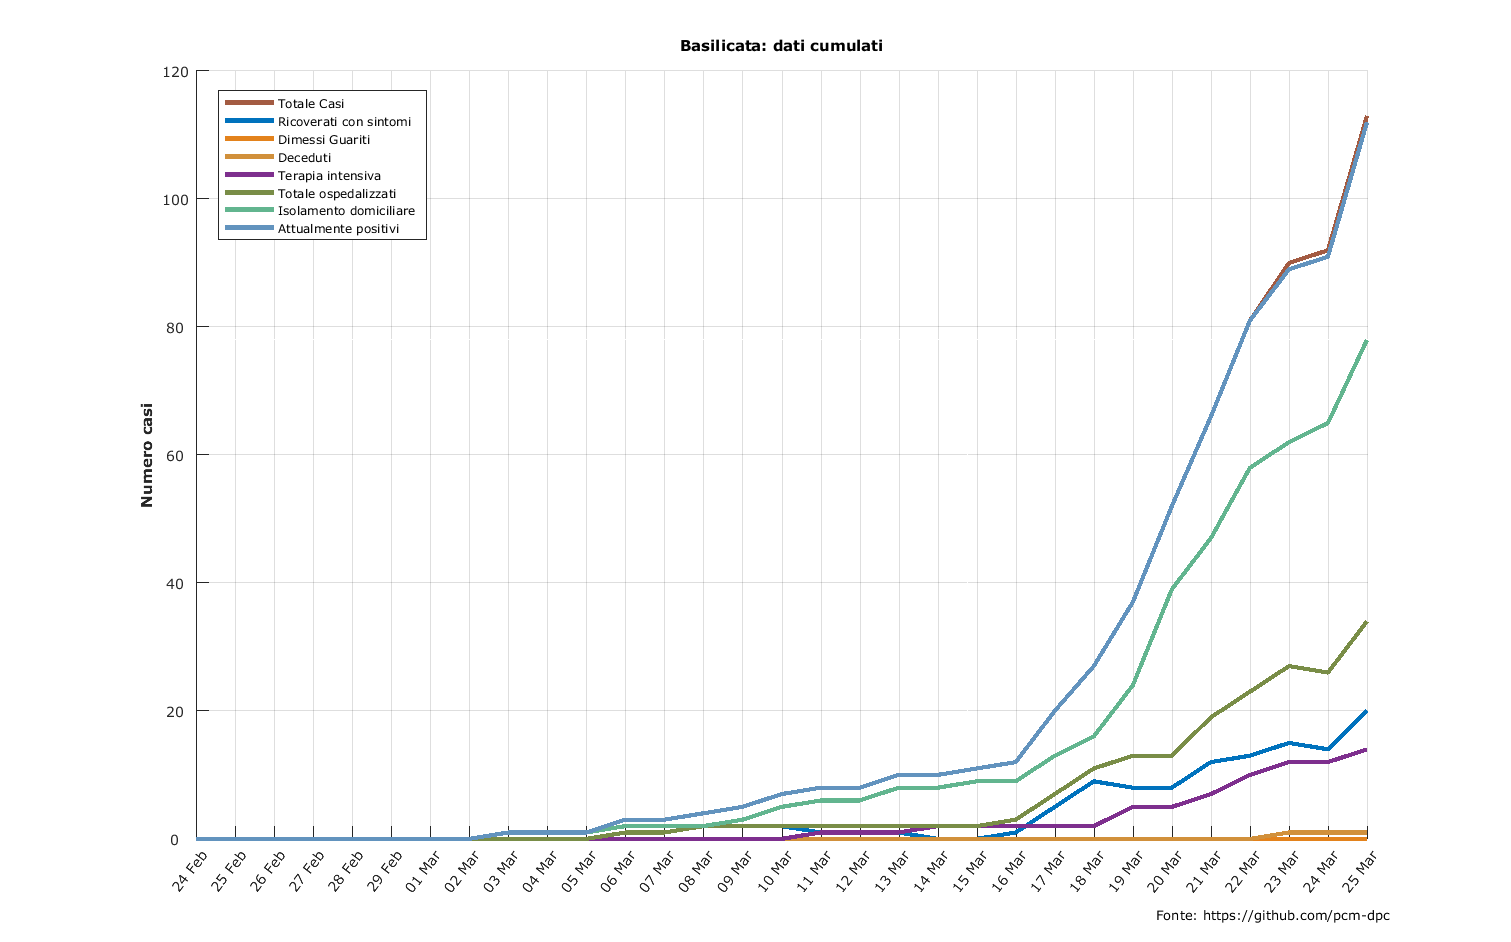 Basilicata: dati cumulati
120
100
80
60
40
20
0
Numero casi
Totale Casi
Ricoverati con sintomi
Dimessi Guariti
Deceduti
Terapia intensiva
Totale ospedalizzati
Isolamento domiciliare
Attualmente positivi
24 Feb
25 Feb
26 Feb
27 Feb
28 Feb
29 Feb
01 Mar
02 Mar
03 Mar
04 Mar
05 Mar
06 Mar
07 Mar
08 Mar
09 Mar
10 Mar
11 Mar
12 Mar
13 Mar
14 Mar
15 Mar
16 Mar
17 Mar
18 Mar
19 Mar
20 Mar
21 Mar
22 Mar
23 Mar
24 Mar
25 Mar
Fonte: https://github.com/pcm-dpc